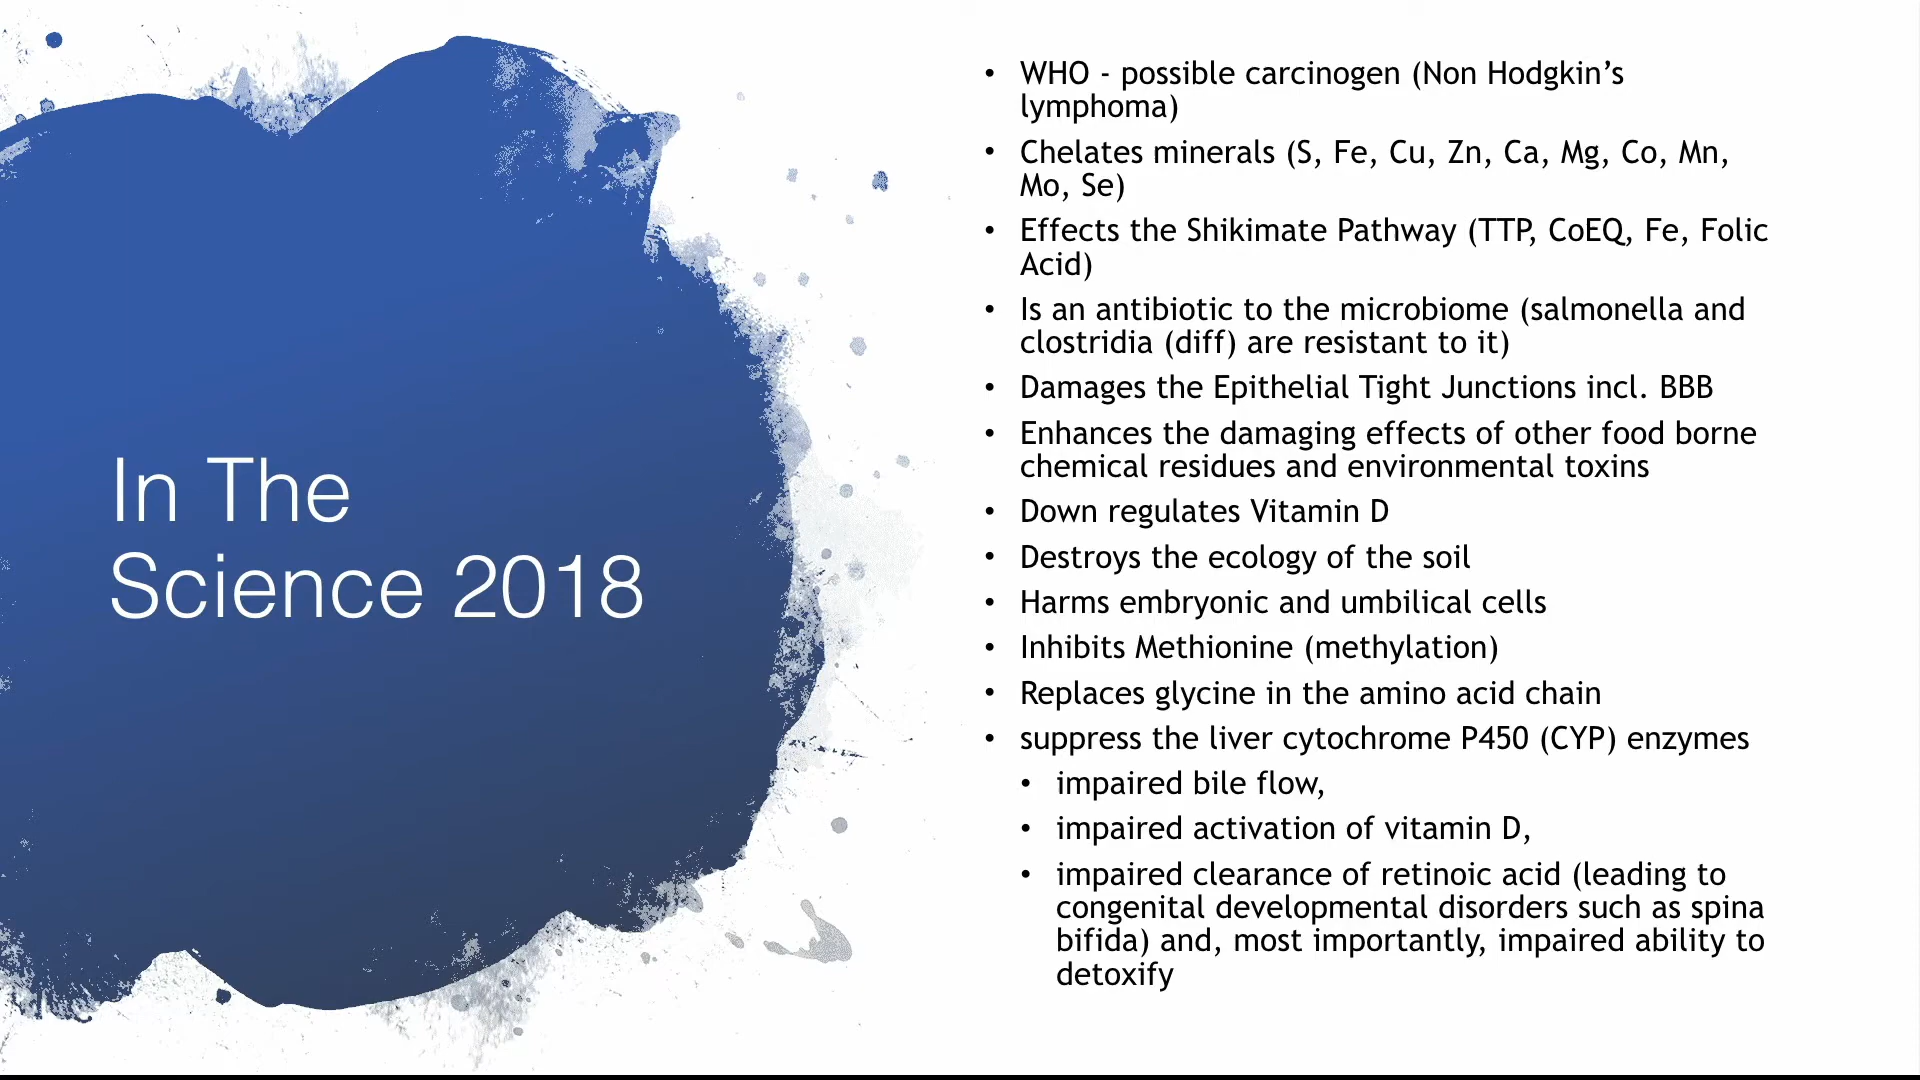 In The
Science 2018
• WHO - possible carcinogen (Non Hodgkin’s
lymphoma)
• Chelates minerals (S, Fe, Cu, Zn, Ca, Mg, Co, Mn,
Mo, Se)
• Effects the Shikimate Pathway (TTP, CoEQ, Fe, Folic
Acid)
• Is an antibiotic to the microbiome (salmonella and
clostridia (diff) are resistant to it)
• Damages the Epithelial Tight Junctions incl. BBB
• Enhances the damaging effects of other food borne
chemical residues and environmental toxins
• Down regulates Vitamin D
• Destroys the ecology of the soil
• Harms embryonic and umbilical cells
• Inhibits Methionine (methylation)
• Replaces glycine in the amino acid chain
• suppress the liver cytochrome P450 (CYP) enzymes
• impaired bile flow,
• impaired activation of vitamin D,
• impaired clearance of retinoic acid (leading to
congenital developmental disorders such as spina
bifida) and, most importantly, impaired ability to
detoxify